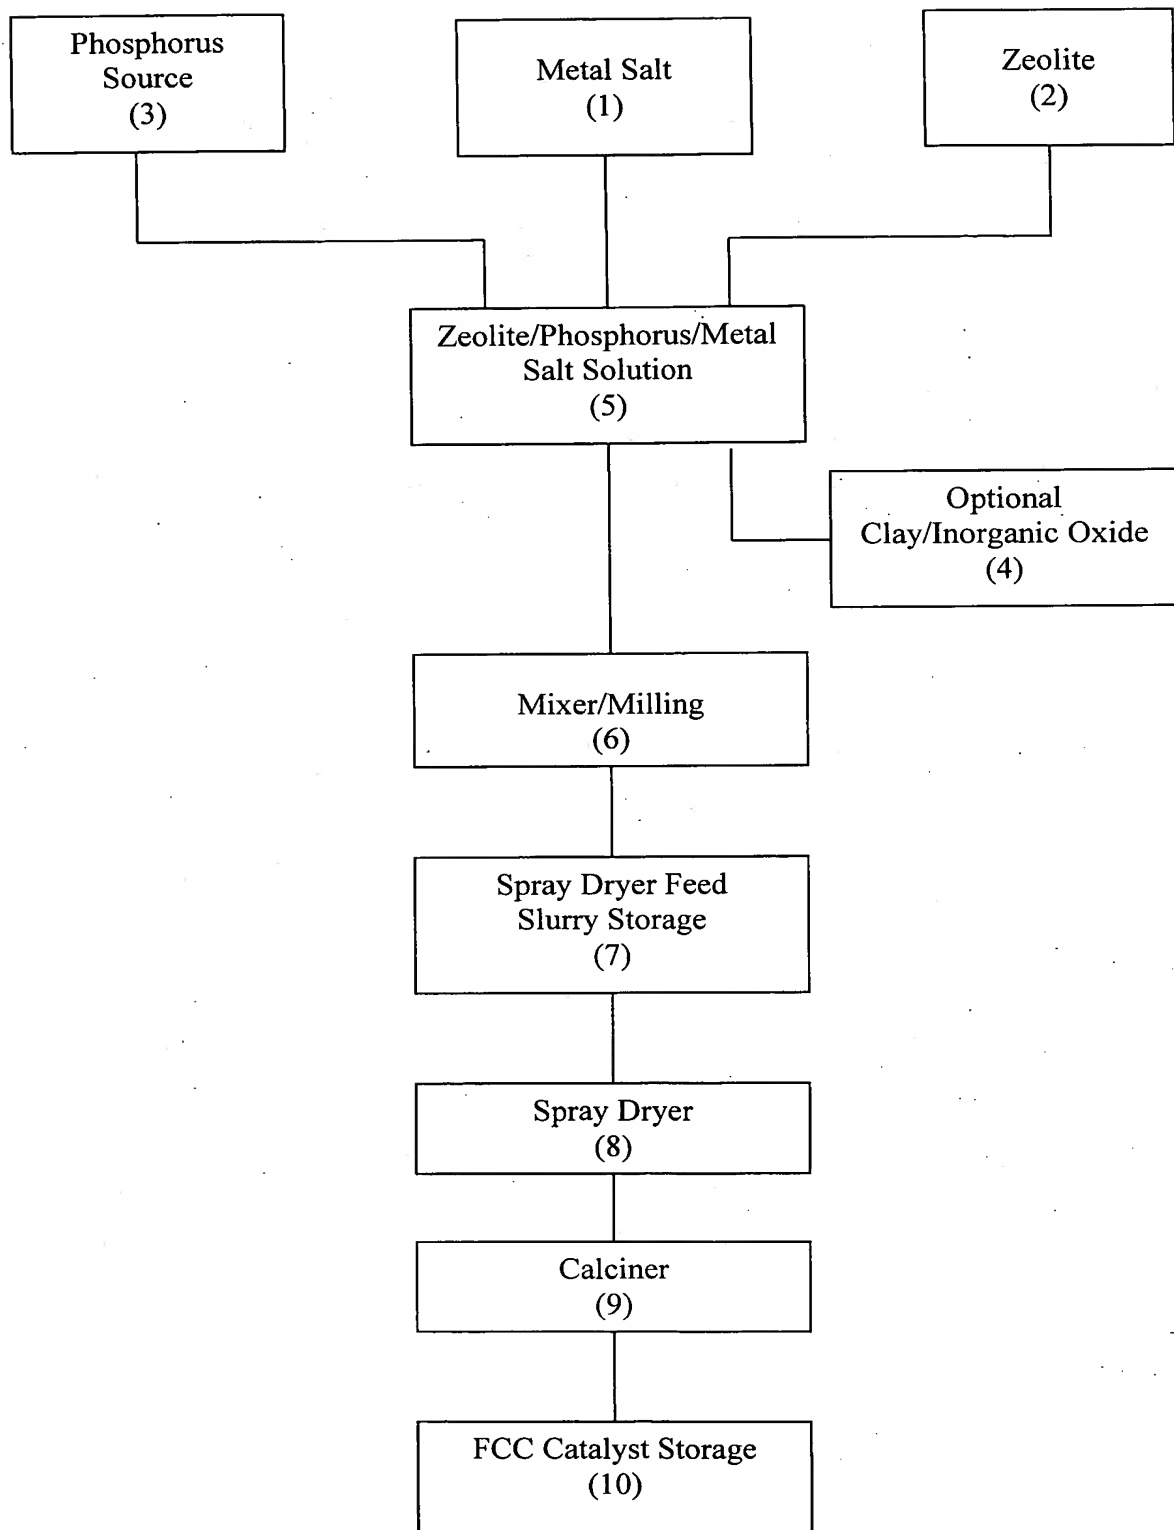 Phosphorus
Source
(3)
Metal Salt
(1)
Zeolite
(2)
Zeolite/Phosphorus/Metal
Salt Solution
(5)
Optional
Clay/Inorganic Oxide
(4)
Mixer/Milling
(6)
Spray Dryer Feed
Slurry Storage
(7)
Spray Dryer
(8)
Calciner
(9)
FCC Catalyst Storage
(10)